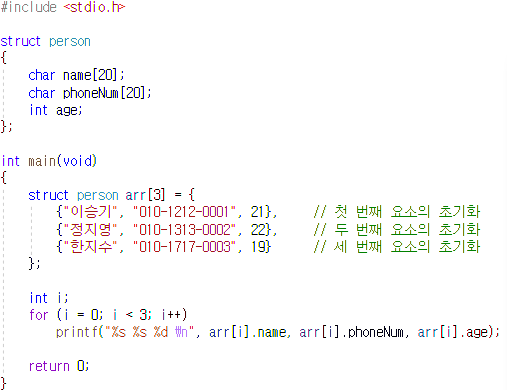 #include <stdio.h>
struct person
{
    char name[20];
    char phoneNum[20];
    int age;
};
int main(void)
{
    struct person arr[3] = {
        {"이승기", "010-1212-0001", 21},     // 첫 번째 요소의 초기화
        {"정지영", "010-1313-0002", 22},     // 두 번째 요소의 초기화
        {"한지수", "010-1717-0003", 19}      // 세 번째 요소의 초기화
    };
    int i;
    for (i = 0; i < 3; i++)
        printf("%s %s %d ₩n", arr[i].name, arr[i].phoneNum, arr[i].age);
    return 0;
}